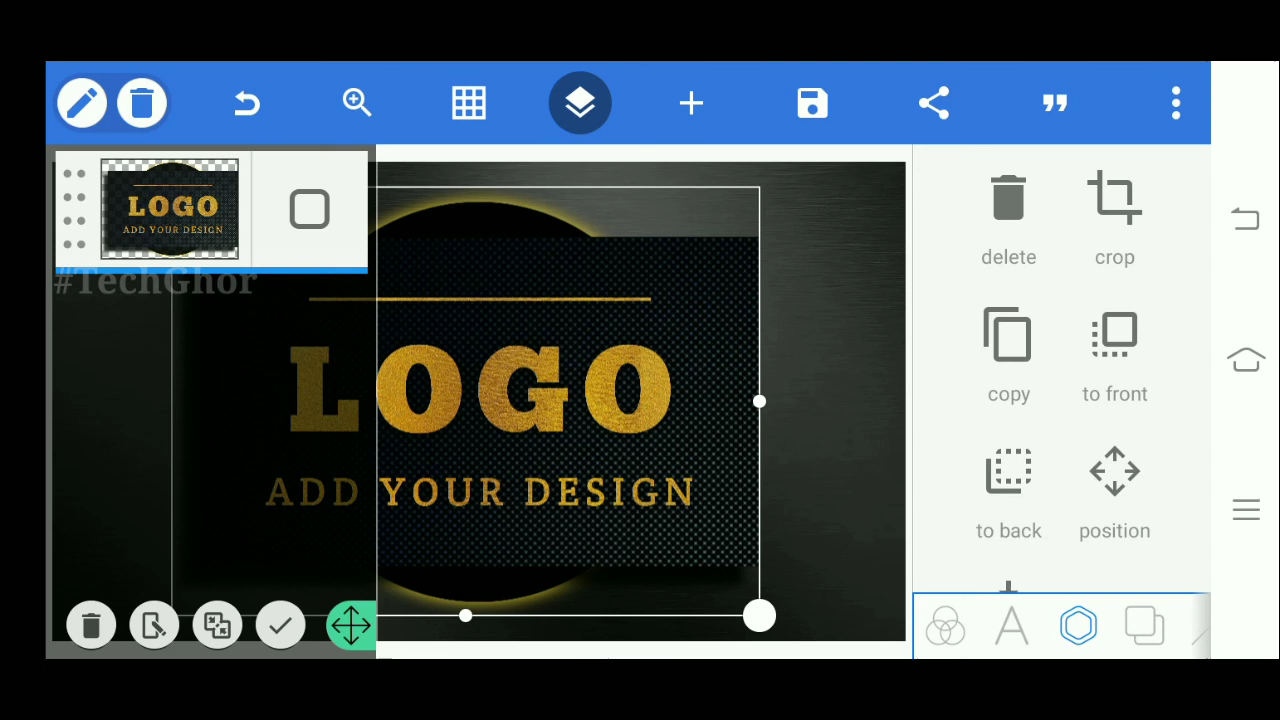 LOGO
ADD YOUR DESIGN
#TechGhor
LOGO
ADD YOUR DESIGN
delete
crop
copy
to front
to back
position